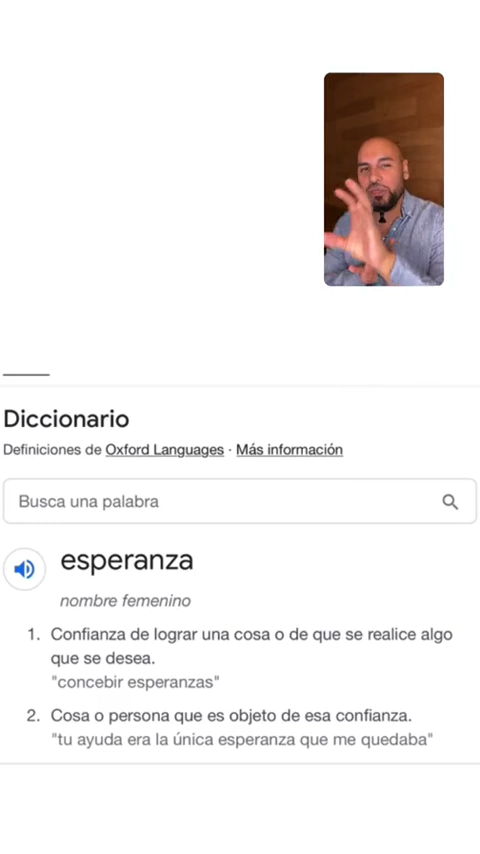 Diccionario
Definiciones de Oxford Languages · Más información
Busca una palabra
esperanza
nombre femenino
1. Confianza de lograr una cosa o de que se realice algo
que se desea.
"concebir esperanzas"
2. Cosa o persona que es objeto de esa confianza.
"tu ayuda era la única esperanza que me quedaba"